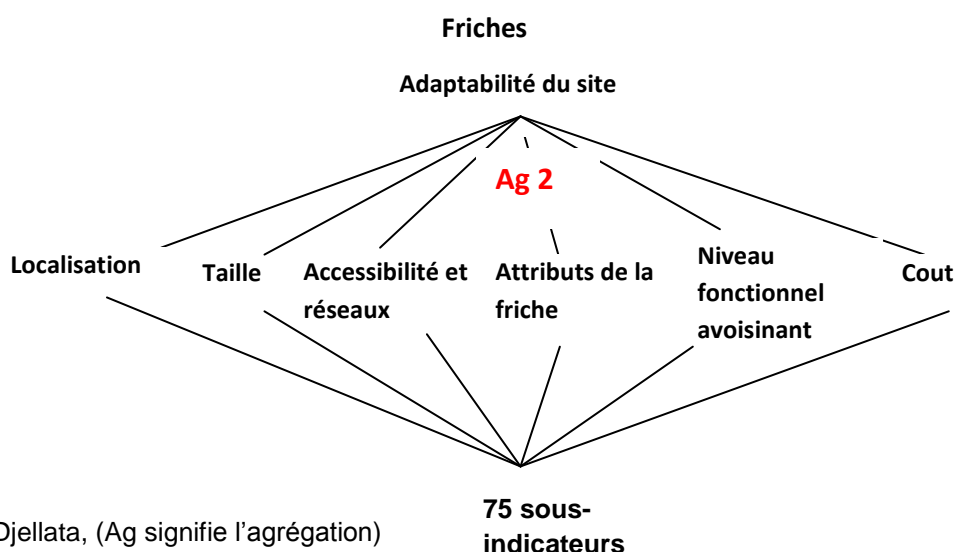 Friches
Adaptabilité du site
Ag 2
Localisation
Taille
Accessibilité et
réseaux
Attributs de la
friche
Niveau
fonctionnel
avoisinant
Cout
75 sous-
indicateurs
Djellata, (Ag signifie l’agrégation)